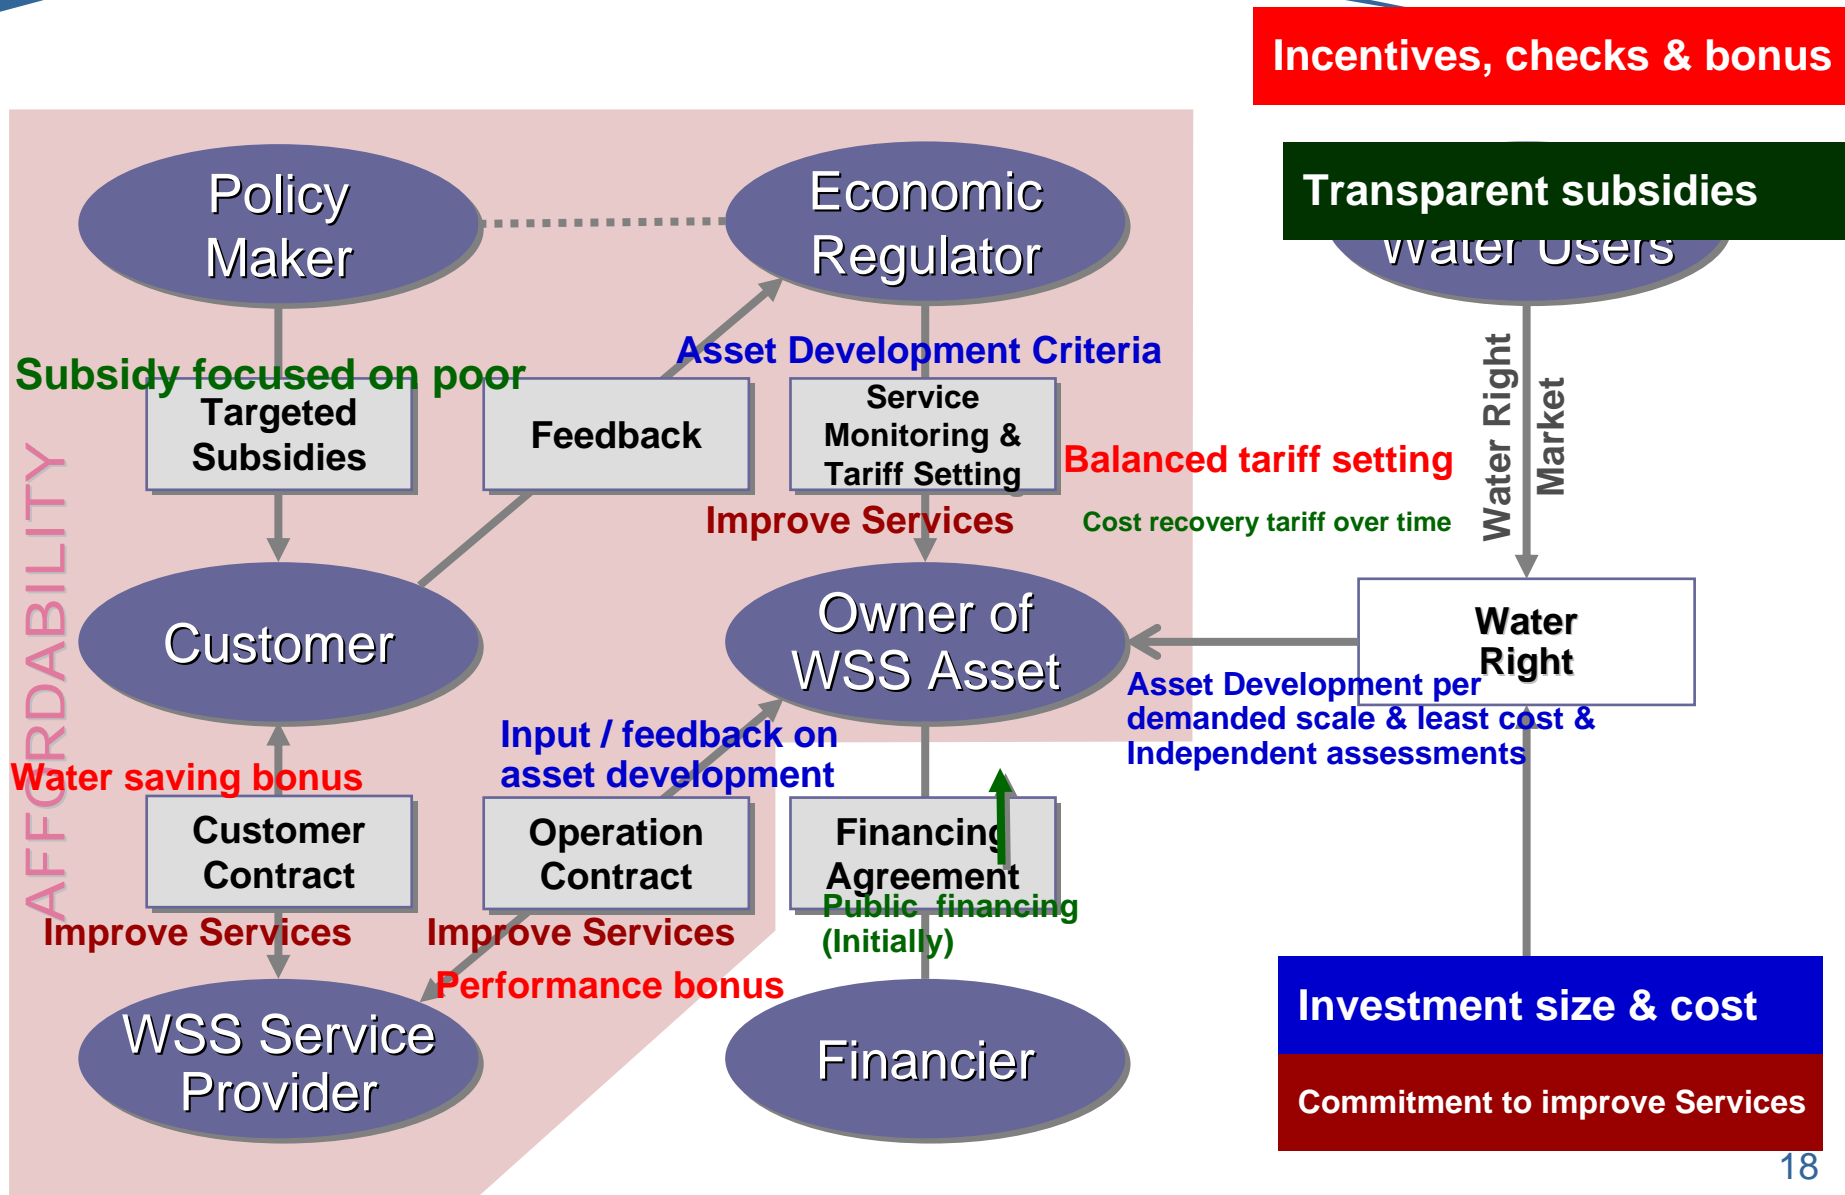 Incentives, checks & bonus
Transparent subsidies
Water Users
Policy
Maker
Economic
Regulator
Subsidy focused on poor
Targeted
Subsidies
Feedback
Asset Development Criteria
Service
Monitoring &
Tariff Setting
Improve Services
Balanced tariff setting
Cost recovery tariff over time
Water Right
Market
AFFORDABILITY
Customer
Owner of
WSS Asset
Water
Right
Asset Development per
demanded scale & least cost &
Independent assessments
Input / feedback on
asset development
Water saving bonus
Customer
Contract
Operation
Contract
Financing
Agreement
Public financing
(Initially)
Improve Services
Improve Services
Performance bonus
WSS Service
Provider
Financier
Investment size & cost
Commitment to improve Services
18